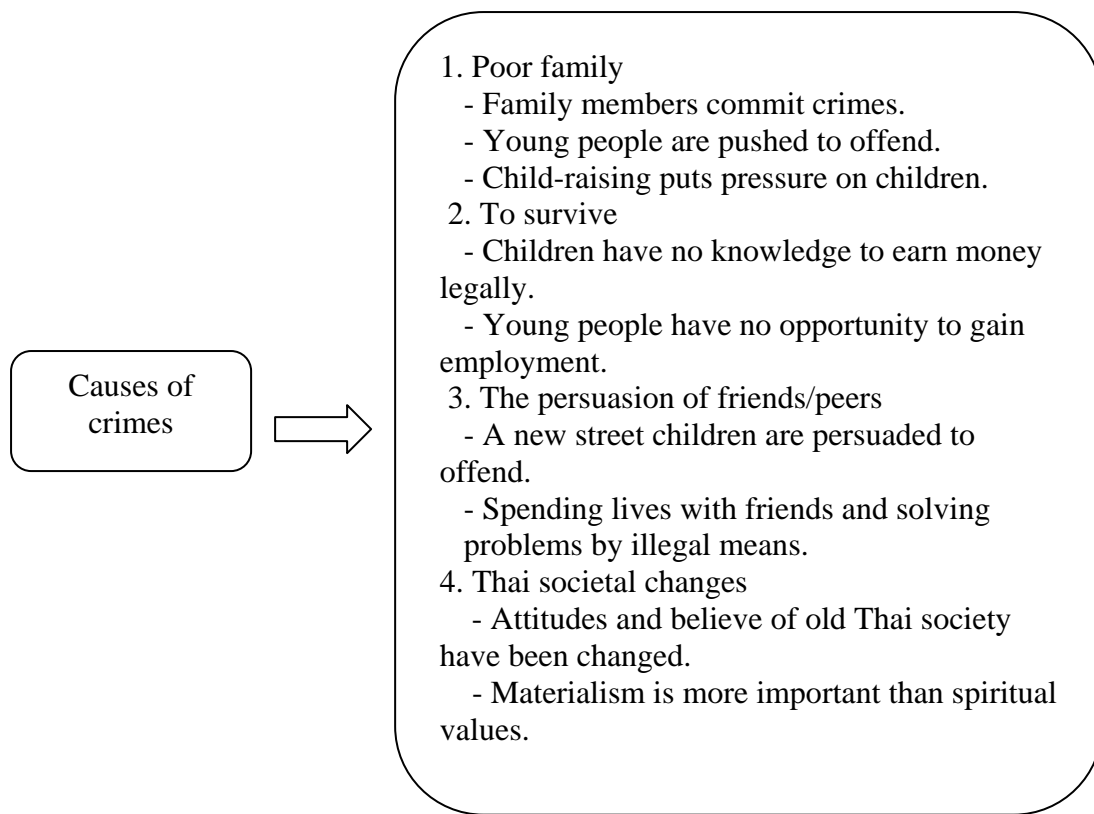 Causes of
crimes
1. Poor family
- Family members commit crimes.
- Young people are pushed to offend.
- Child-raising puts pressure on children.
2. To survive
- Children have no knowledge to earn money
legally.
- Young people have no opportunity to gain
employment.
3. The persuasion of friends/peers
- A new street children are persuaded to
offend.
- Spending lives with friends and solving
problems by illegal means.
4. Thai societal changes
- Attitudes and believe of old Thai society
have been changed.
- Materialism is more important than spiritual
values.